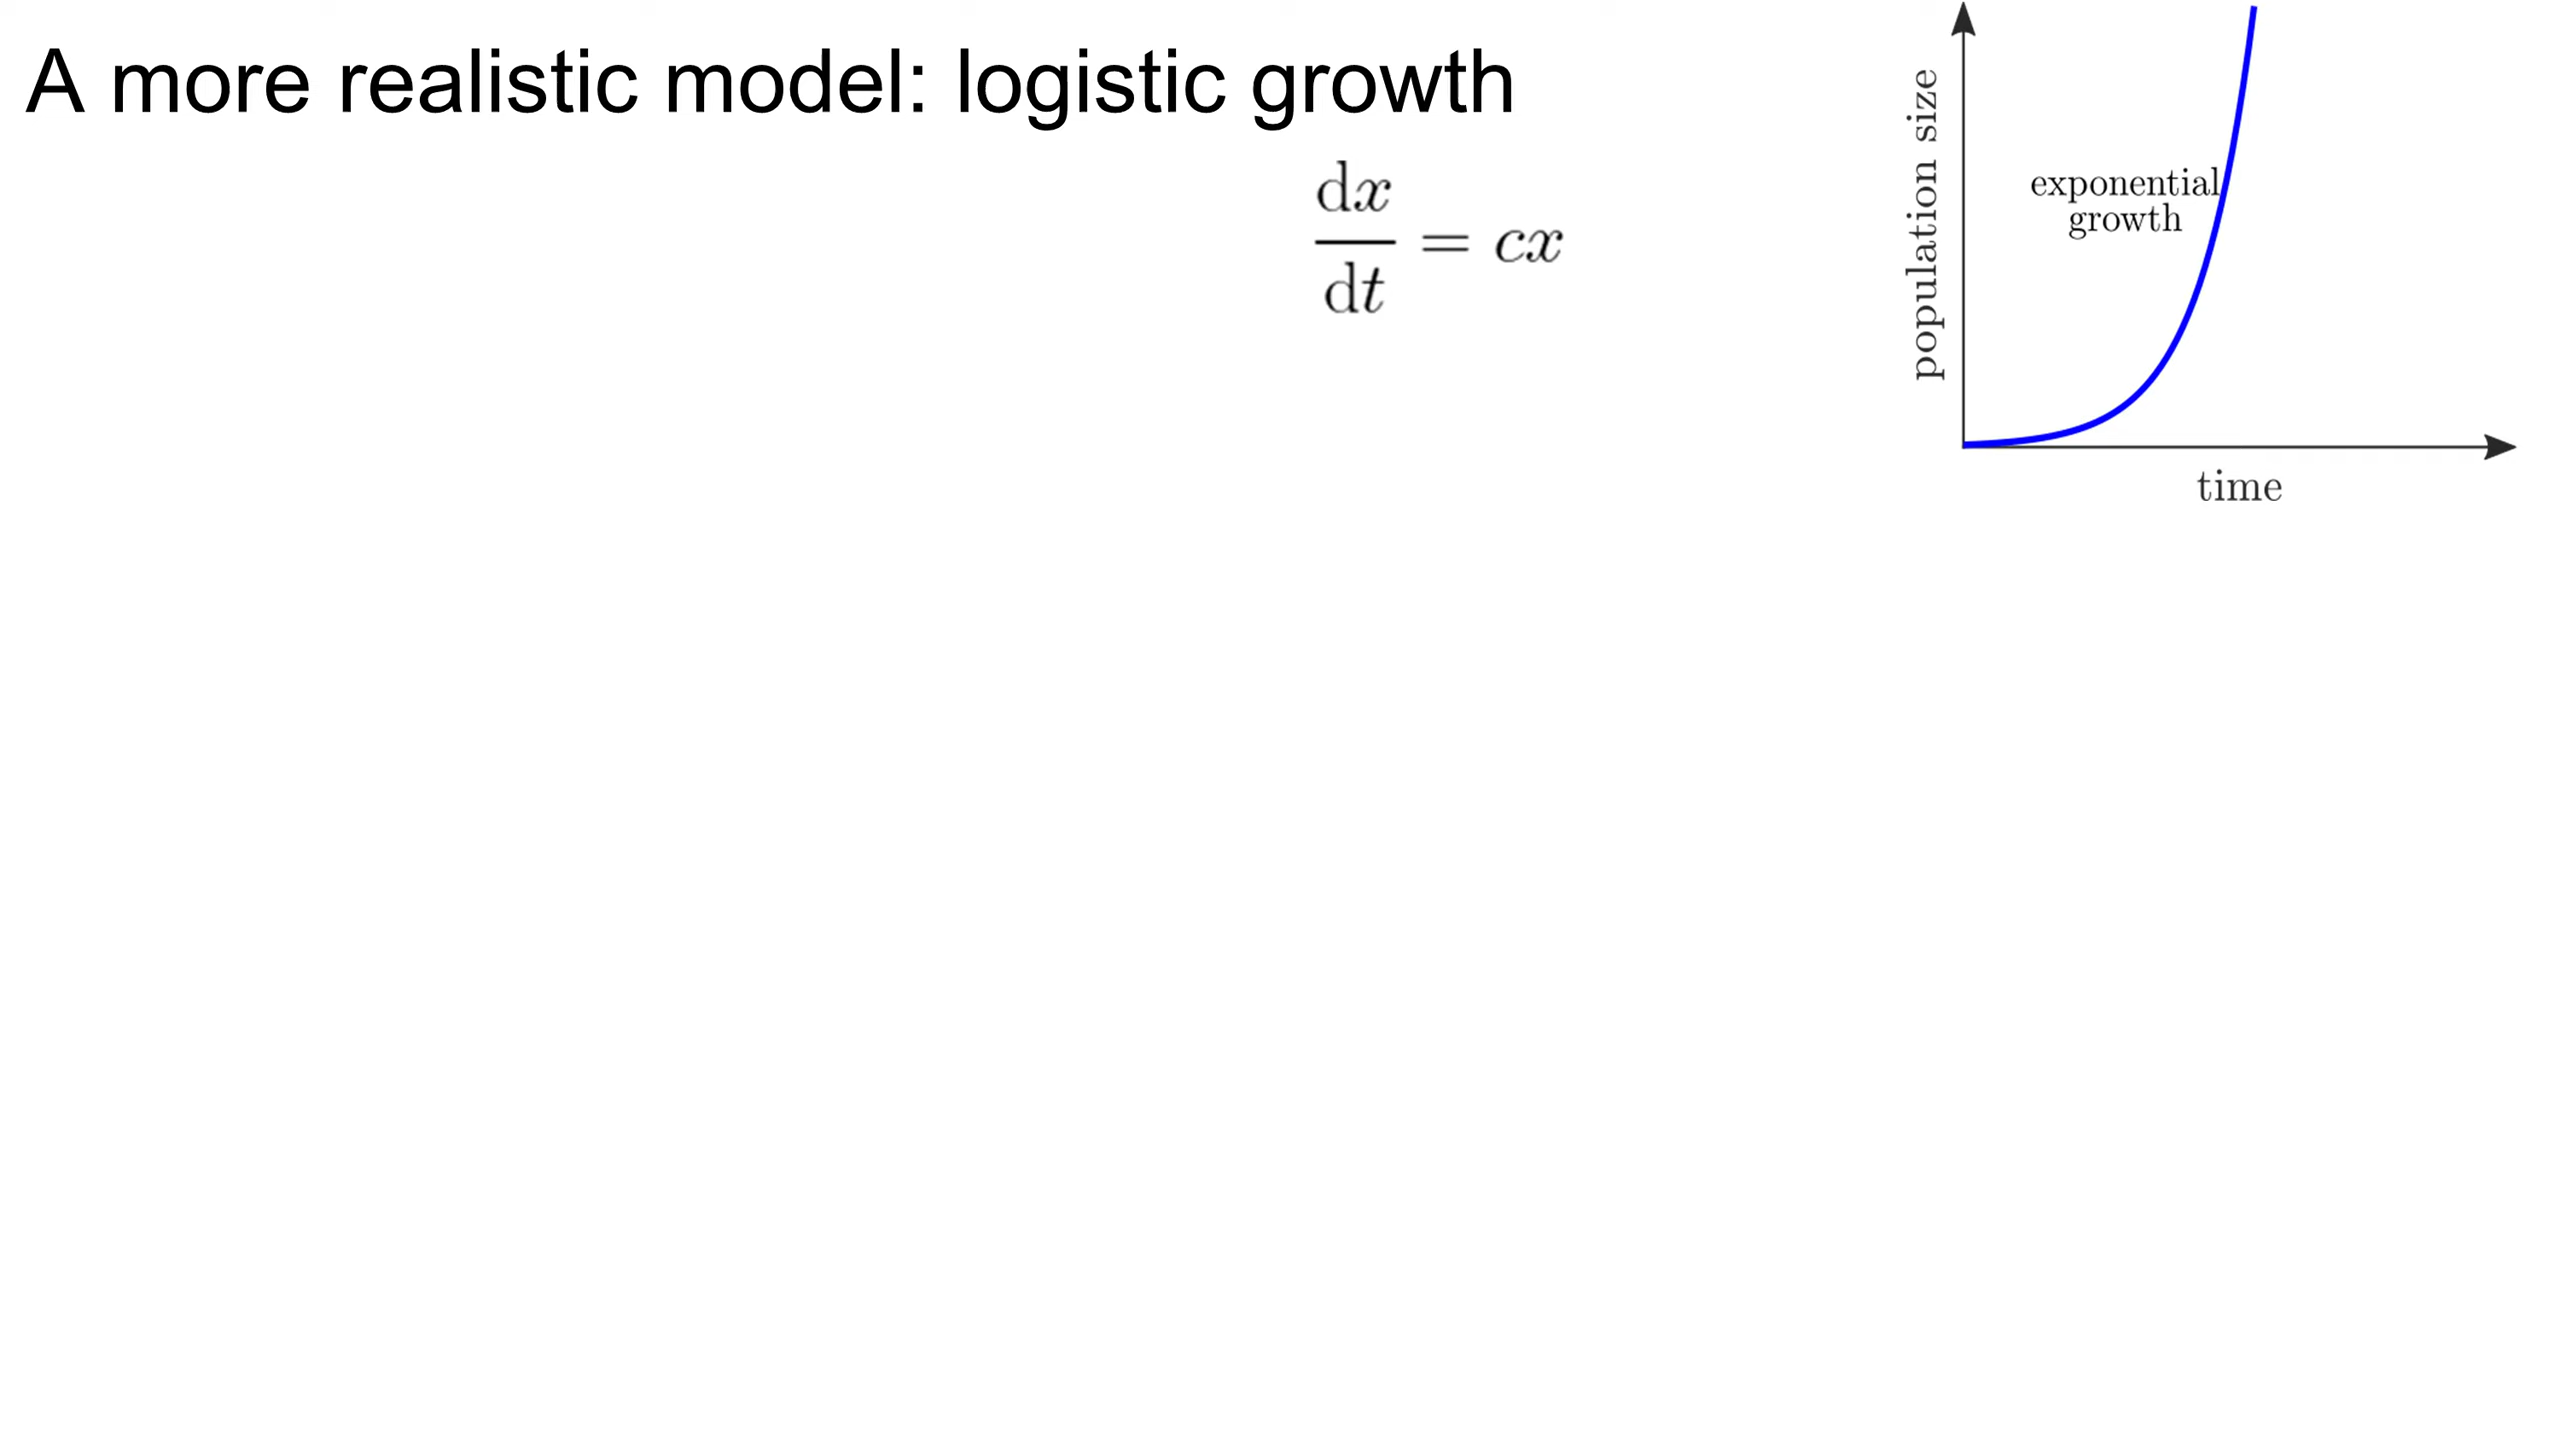 A more realistic model: logistic growth
dx/dt = cx
population size
exponential
growth
time